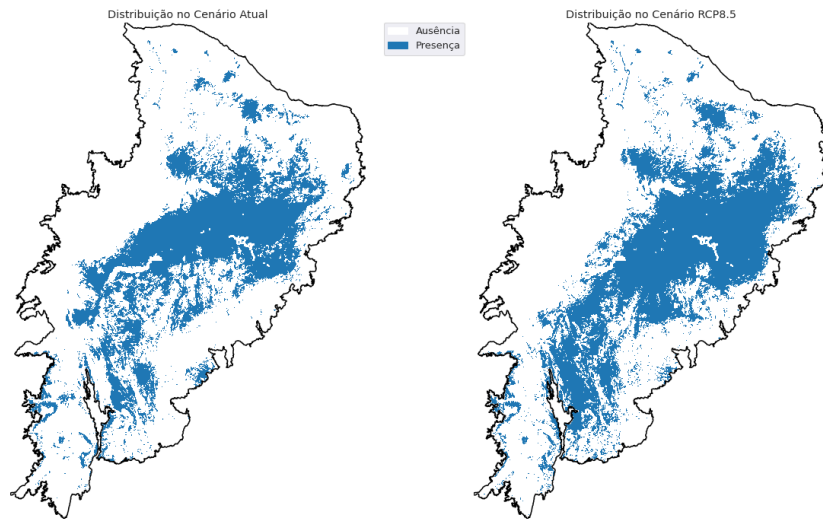 Distribuição no Cenário Atual
Ausência
Presença
Distribuição no Cenário RCP8.5